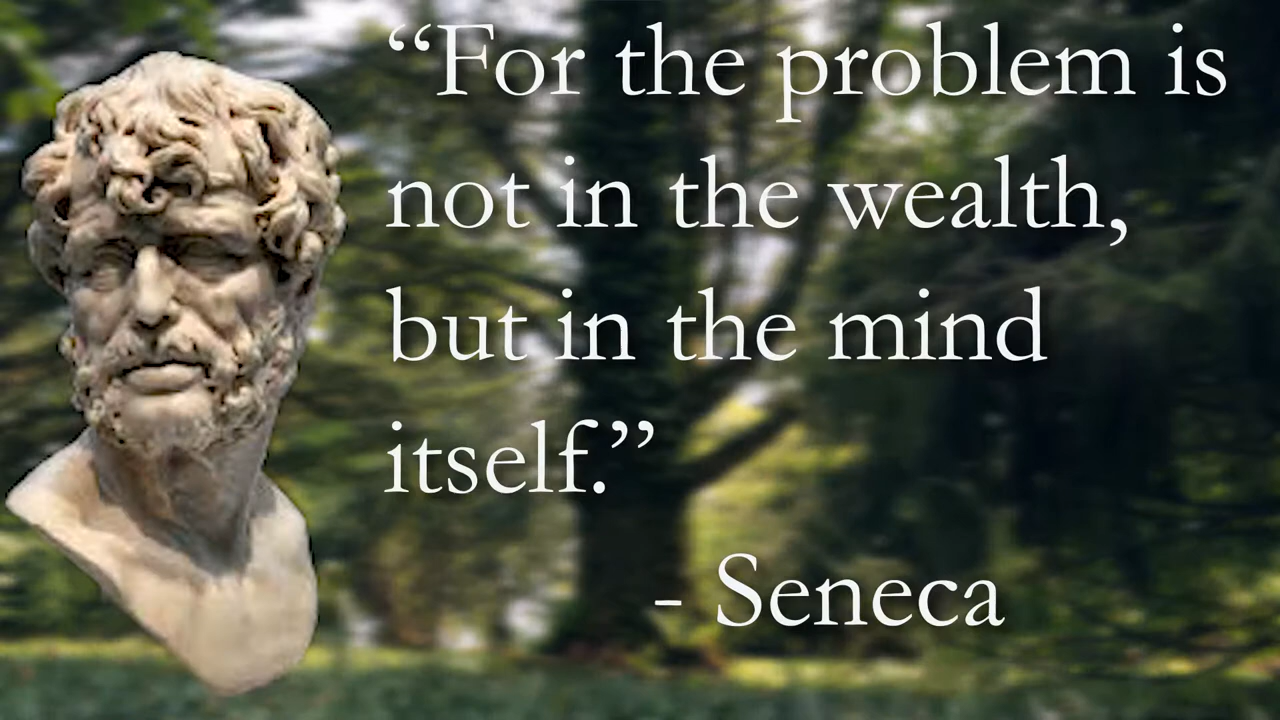 “For the problem is
not in the wealth,
but in the mind
itself.”
- Seneca